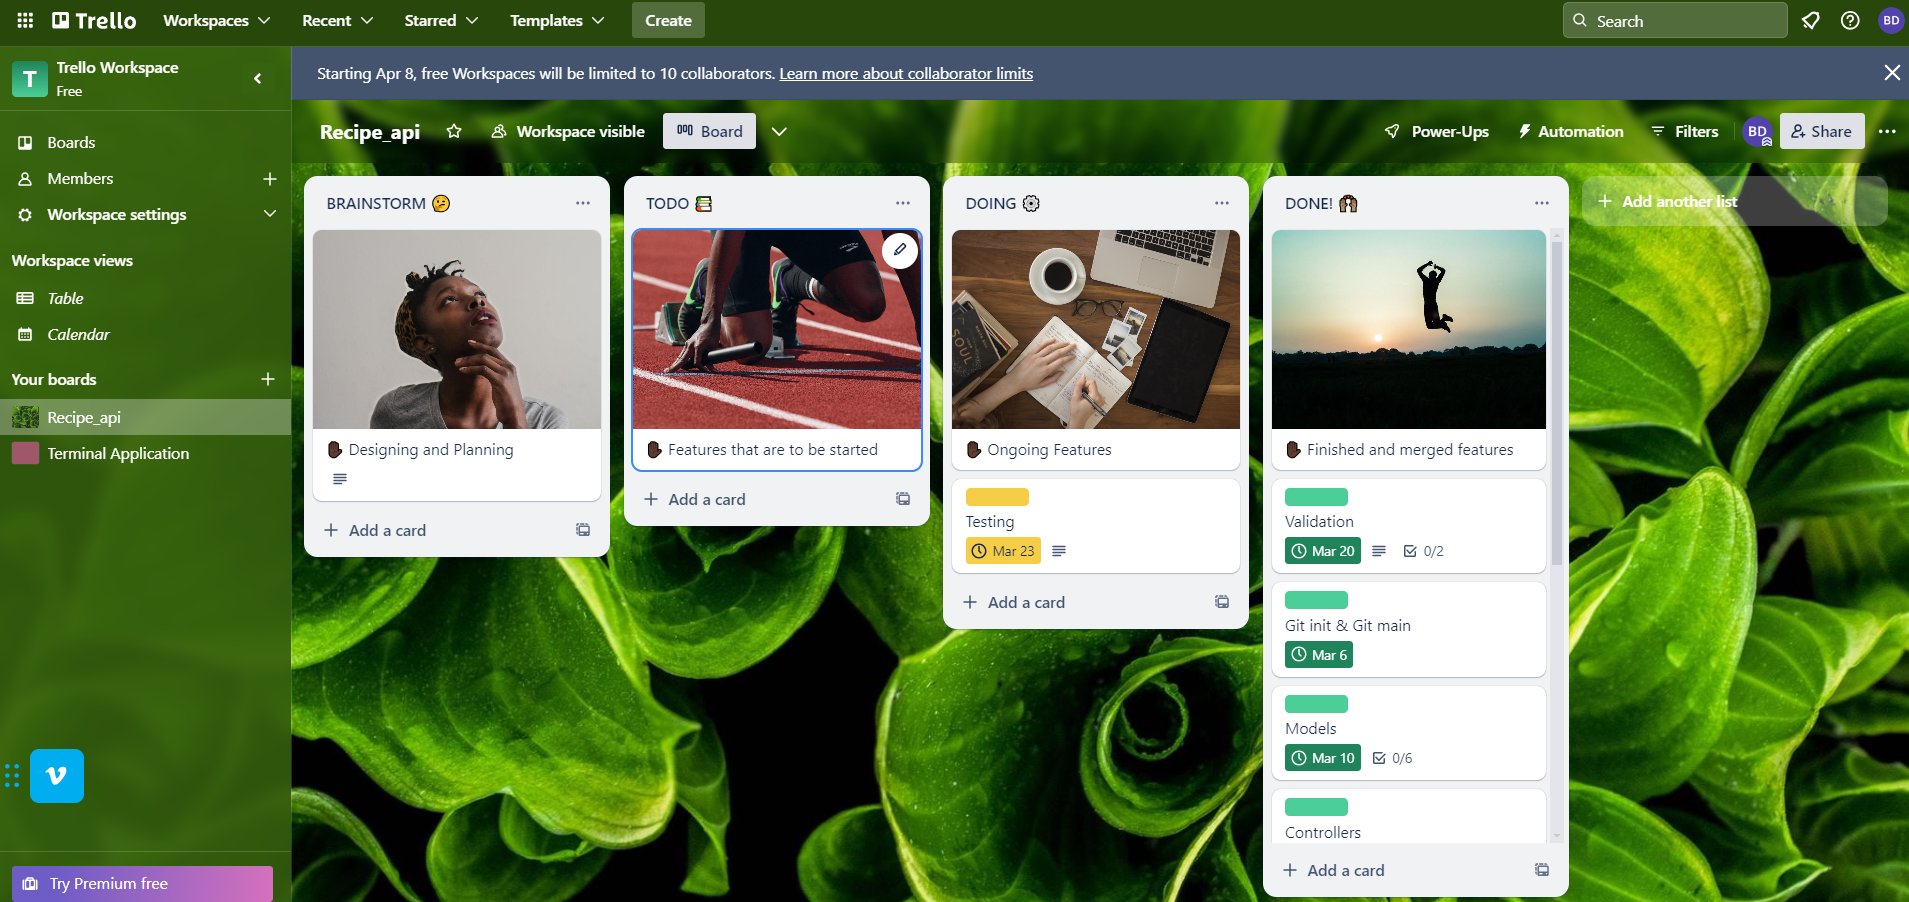 Trello
Workspaces
Recent
Starred
Templates
Create
Search
BD
T
Trello Workspace
Free
Starting Apr 8, free Workspaces will be limited to 10 collaborators. Learn more about collaborator limits
Boards
Members
Workspace settings
Workspace views
Table
Calendar
Your boards
Recipe_api
Terminal Application
Try Premium free
Recipe_api
Workspace visible
Board
Power-Ups
Automation
Filters
BD
Share
BRAINSTORM 🤔
✋🏿 Designing and Planning
Add a card
TODO 📚
✋🏿 Features that are to be started
Add a card
DOING ⚙️
SOUL
✋🏿 Ongoing Features
Testing
Mar 23
Add a card
DONE! 🙌🏿
✋🏿 Finished and merged features
Validation
Mar 20
0/2
Git init & Git main
Mar 6
Models
Mar 10
0/6
Controllers
Add a card
Add another list